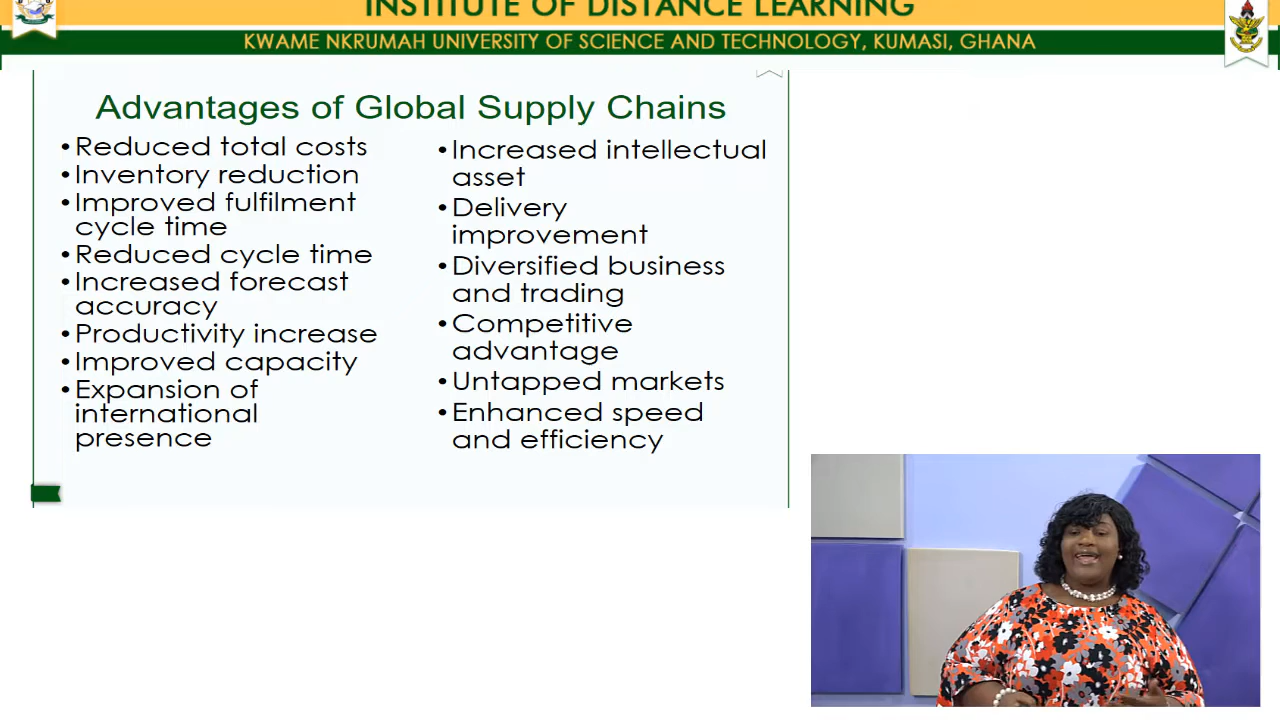 INSTITUTE OF DISTANCE LEARNING
KWAME NKRUMAH UNIVERSITY OF SCIENCE AND TECHNOLOGY, KUMASI, GHANA
Advantages of Global Supply Chains
•Reduced total costs
•Inventory reduction
•Improved fulfilment
cycle time
•Reduced cycle time
•Increased forecast
accuracy
•Productivity increase
•Improved capacity
•Expansion of
international
presence
•Increased intellectual
asset
•Delivery
improvement
•Diversified business
and trading
•Competitive
advantage
•Untapped markets
•Enhanced speed
and efficiency